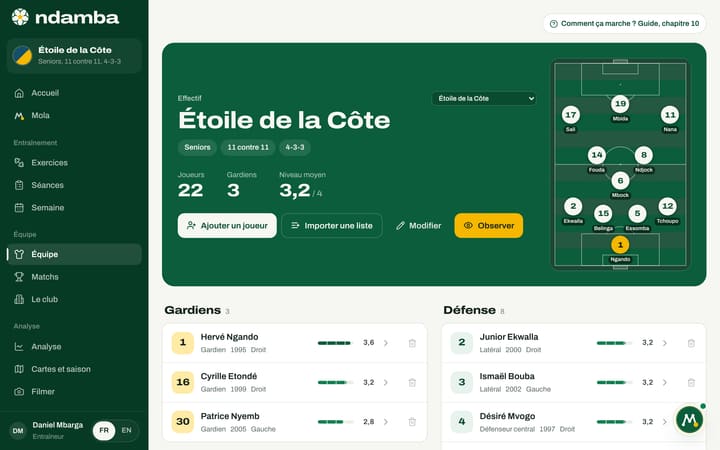 ndamba
Étoile de la Côte
Seniors, 11 contre 11, 4-3-3
Accueil
Mola
Entraînement
Exercices
Séances
Semaine
Équipe
Équipe
Matchs
Le club
Analyse
Analyse
Cartes et saison
Filmer
DM
Daniel Mbarga
Entraîneur
FR
EN
Comment ça marche ? Guide, chapitre 10
Effectif
Étoile de la Côte
Étoile de la Côte
Seniors
11 contre 11
4-3-3
Joueurs
Gardiens
Niveau moyen
22
3
3,2 / 4
Ajouter un joueur
Importer une liste
Modifier
Observer
19
Mbida
17
Sali
11
Nana
14
Fouda
8
Ndjock
6
Mbock
2
Ekwalla
15
Belinga
5
Essomba
12
Tchoupo
1
Ngando
Gardiens 3
1
Hervé Ngando
Gardien 1995 Droit
3,6
16
Cyrille Etondé
Gardien 1999 Droit
3,2
30
Patrice Nyemb
Gardien 2005 Gauche
2,8
Défense 8
2
Junior Ekwalla
Latéral 2000 Droit
3,2
3
Ismaël Bouba
Latéral 2002 Gauche
3,2
4
Désiré Mvogo
Défenseur central 1997 Droit
3,2